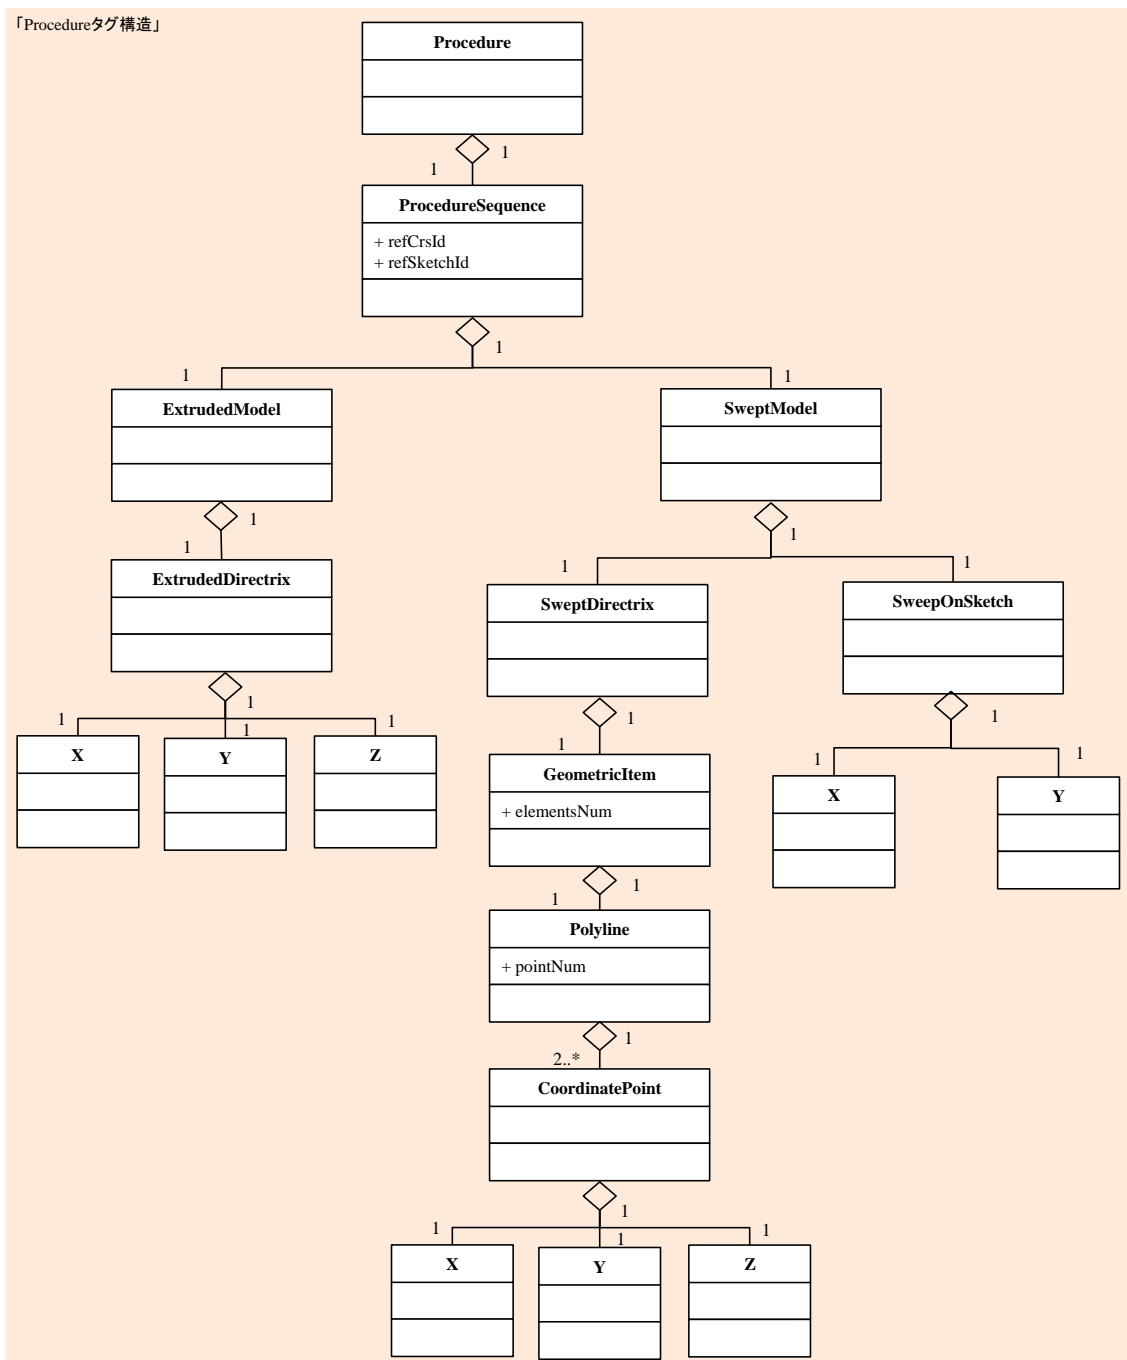 「Procedureタグ構造」
Procedure
1
1
ProcedureSequence
+ refCrsId
+ refSketchId
1
1
1
ExtrudedModel
SweptModel
1
1
1
1
1
ExtrudedDirectrix
SweptDirectrix
SweepOnSketch
1
1
1
1
1
1
1
1
1
1
X
Y
Z
GeometricItem
+ elementsNum
X
Y
1
1
Polyline
+ pointNum
1
2..*
CoordinatePoint
1
1
1
1
X
Y
Z